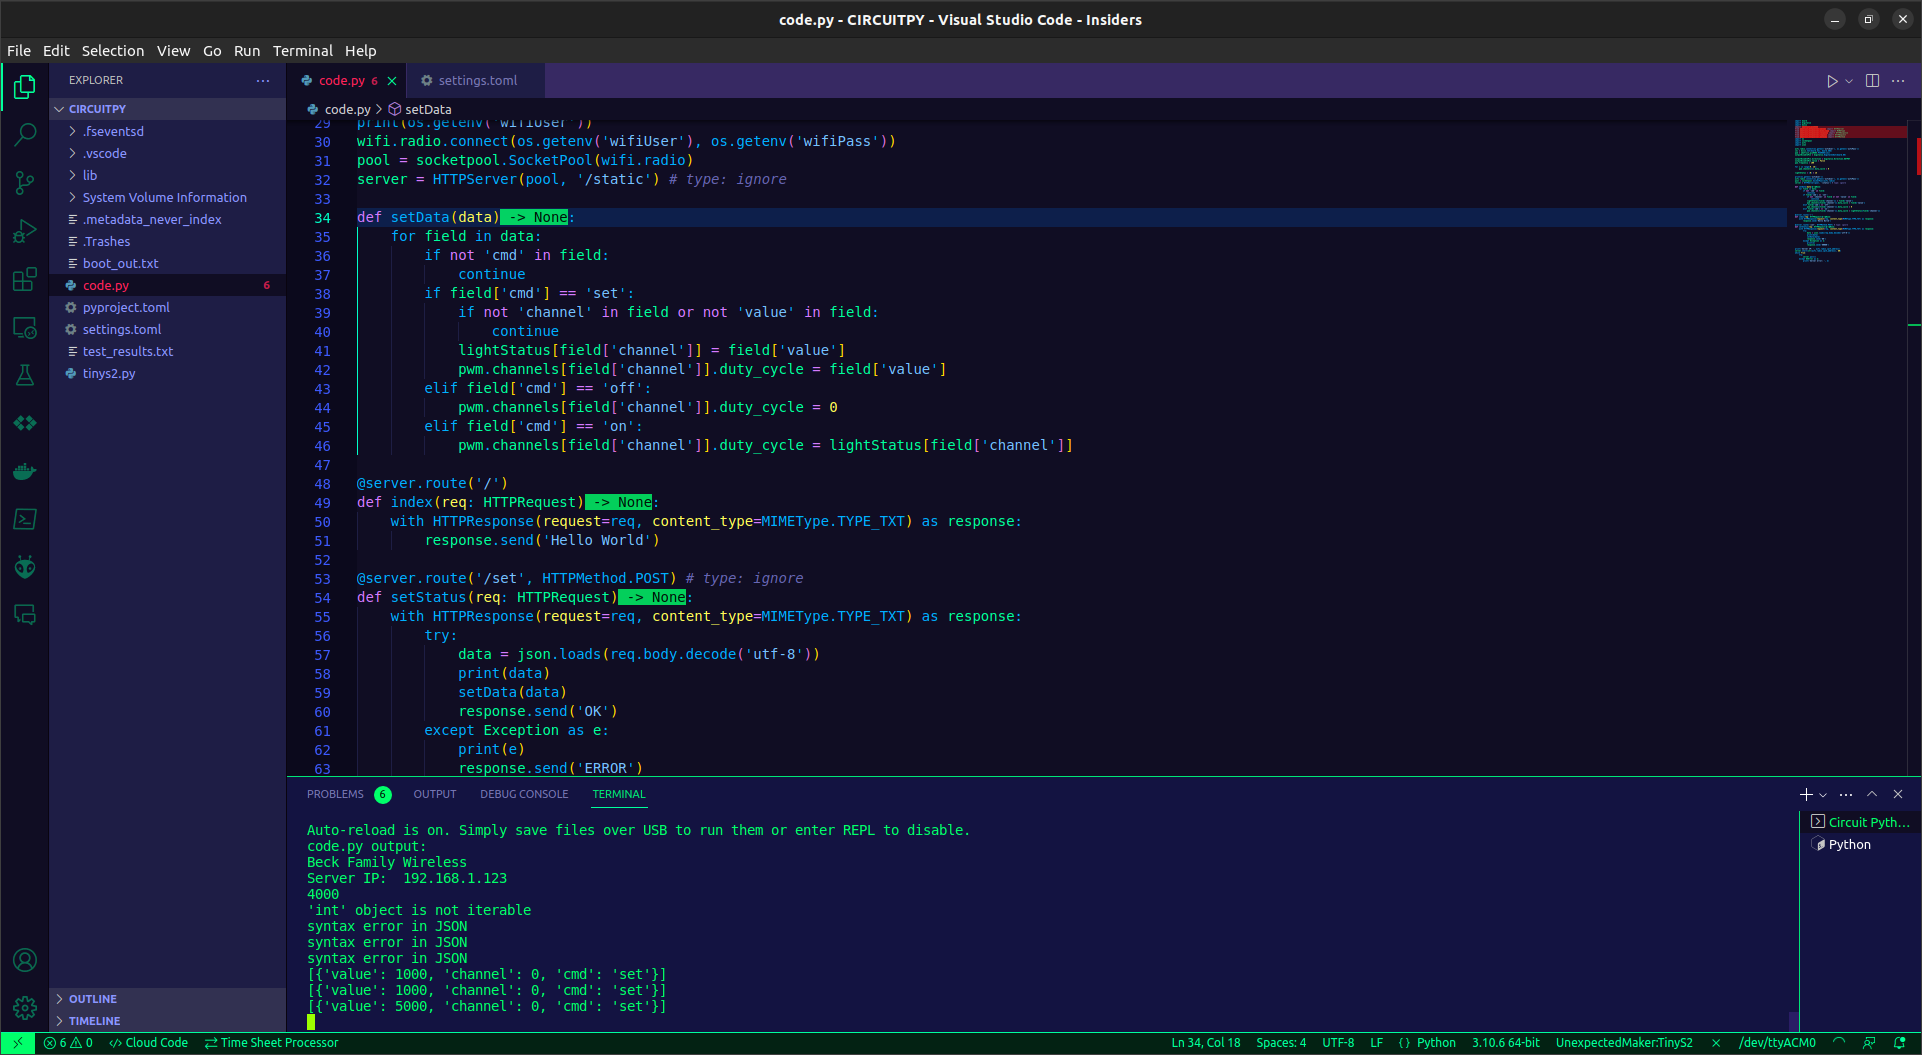 code.py - CIRCUITPY - Visual Studio Code - Insiders
File Edit Selection View Go Run Terminal Help
EXPLORER ...
CIRCUITPY
.fseventsd
.vscode
lib
System Volume Information
.metadata_never_index
.Trashes
boot_out.txt
code.py 6
pyproject.toml
settings.toml
test_results.txt
tinys2.py
OUTLINE
TIMELINE
code.py 6 settings.toml
code.py > setData
29 print(os.getenv('wifiUser'))
30 wifi.radio.connect(os.getenv('wifiUser'), os.getenv('wifiPass'))
31 pool = socketpool.SocketPool(wifi.radio)
32 server = HTTPServer(pool, '/static') # type: ignore
33
34 def setData(data) -> None:
35     for field in data:
36         if not 'cmd' in field:
37             continue
38         if field['cmd'] == 'set':
39             if not 'channel' in field or not 'value' in field:
40                 continue
41             lightStatus[field['channel']] = field['value']
42             pwm.channels[field['channel']].duty_cycle = field['value']
43         elif field['cmd'] == 'off':
44             pwm.channels[field['channel']].duty_cycle = 0
45         elif field['cmd'] == 'on':
46             pwm.channels[field['channel']].duty_cycle = lightStatus[field['channel']]
47
48 @server.route('/')
49 def index(req: HTTPRequest) -> None:
50     with HTTPResponse(request=req, content_type=MIMEType.TYPE_TXT) as response:
51         response.send('Hello World')
52
53 @server.route('/set', HTTPMethod.POST) # type: ignore
54 def setStatus(req: HTTPRequest) -> None:
55     with HTTPResponse(request=req, content_type=MIMEType.TYPE_TXT) as response:
56         try:
57             data = json.loads(req.body.decode('utf-8'))
58             print(data)
59             setData(data)
60             response.send('OK')
61         except Exception as e:
62             print(e)
63             response.send('ERROR')
PROBLEMS 6 OUTPUT DEBUG CONSOLE TERMINAL
Auto-reload is on. Simply save files over USB to run them or enter REPL to disable.
code.py output:
Beck Family Wireless
Server IP:  192.168.1.123
4000
'int' object is not iterable
syntax error in JSON
syntax error in JSON
syntax error in JSON
[{'value': 1000, 'channel': 0, 'cmd': 'set'}]
[{'value': 1000, 'channel': 0, 'cmd': 'set'}]
[{'value': 5000, 'channel': 0, 'cmd': 'set'}]
Circuit Pyth...
Python
6 0 Cloud Code Time Sheet Processor Ln 34, Col 18 Spaces: 4 UTF-8 LF {} Python 3.10.6 64-bit UnexpectedMaker:TinyS2 /dev/ttyACM0